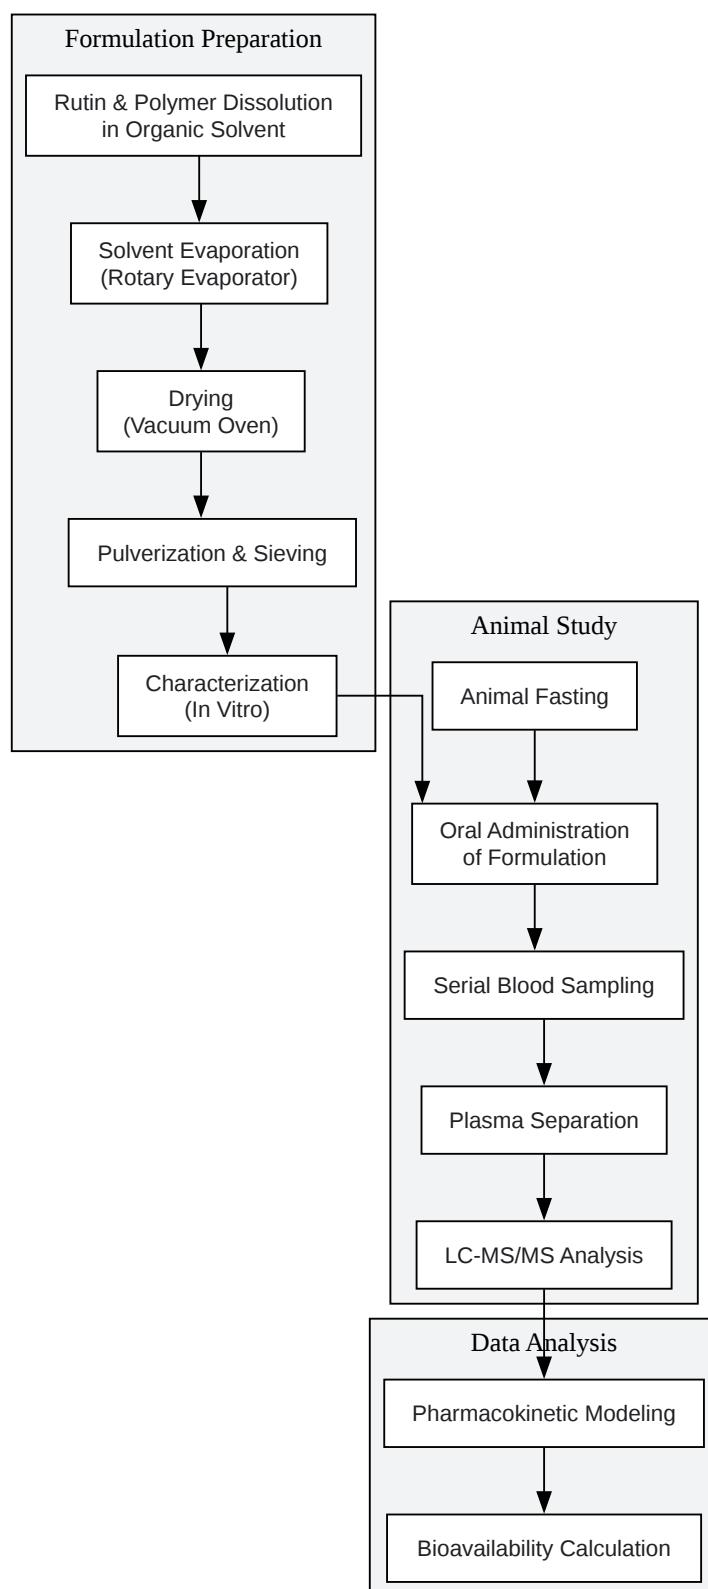 Formulation Preparation
Rutin & Polymer Dissolution
in Organic Solvent
Solvent Evaporation
(Rotary Evaporator)
Drying
(Vacuum Oven)
Pulverization & Sieving
Characterization
(In Vitro)
Animal Study
Animal Fasting
Oral Administration
of Formulation
Serial Blood Sampling
Plasma Separation
LC-MS/MS Analysis
Data Analysis
Pharmacokinetic Modeling
Bioavailability Calculation